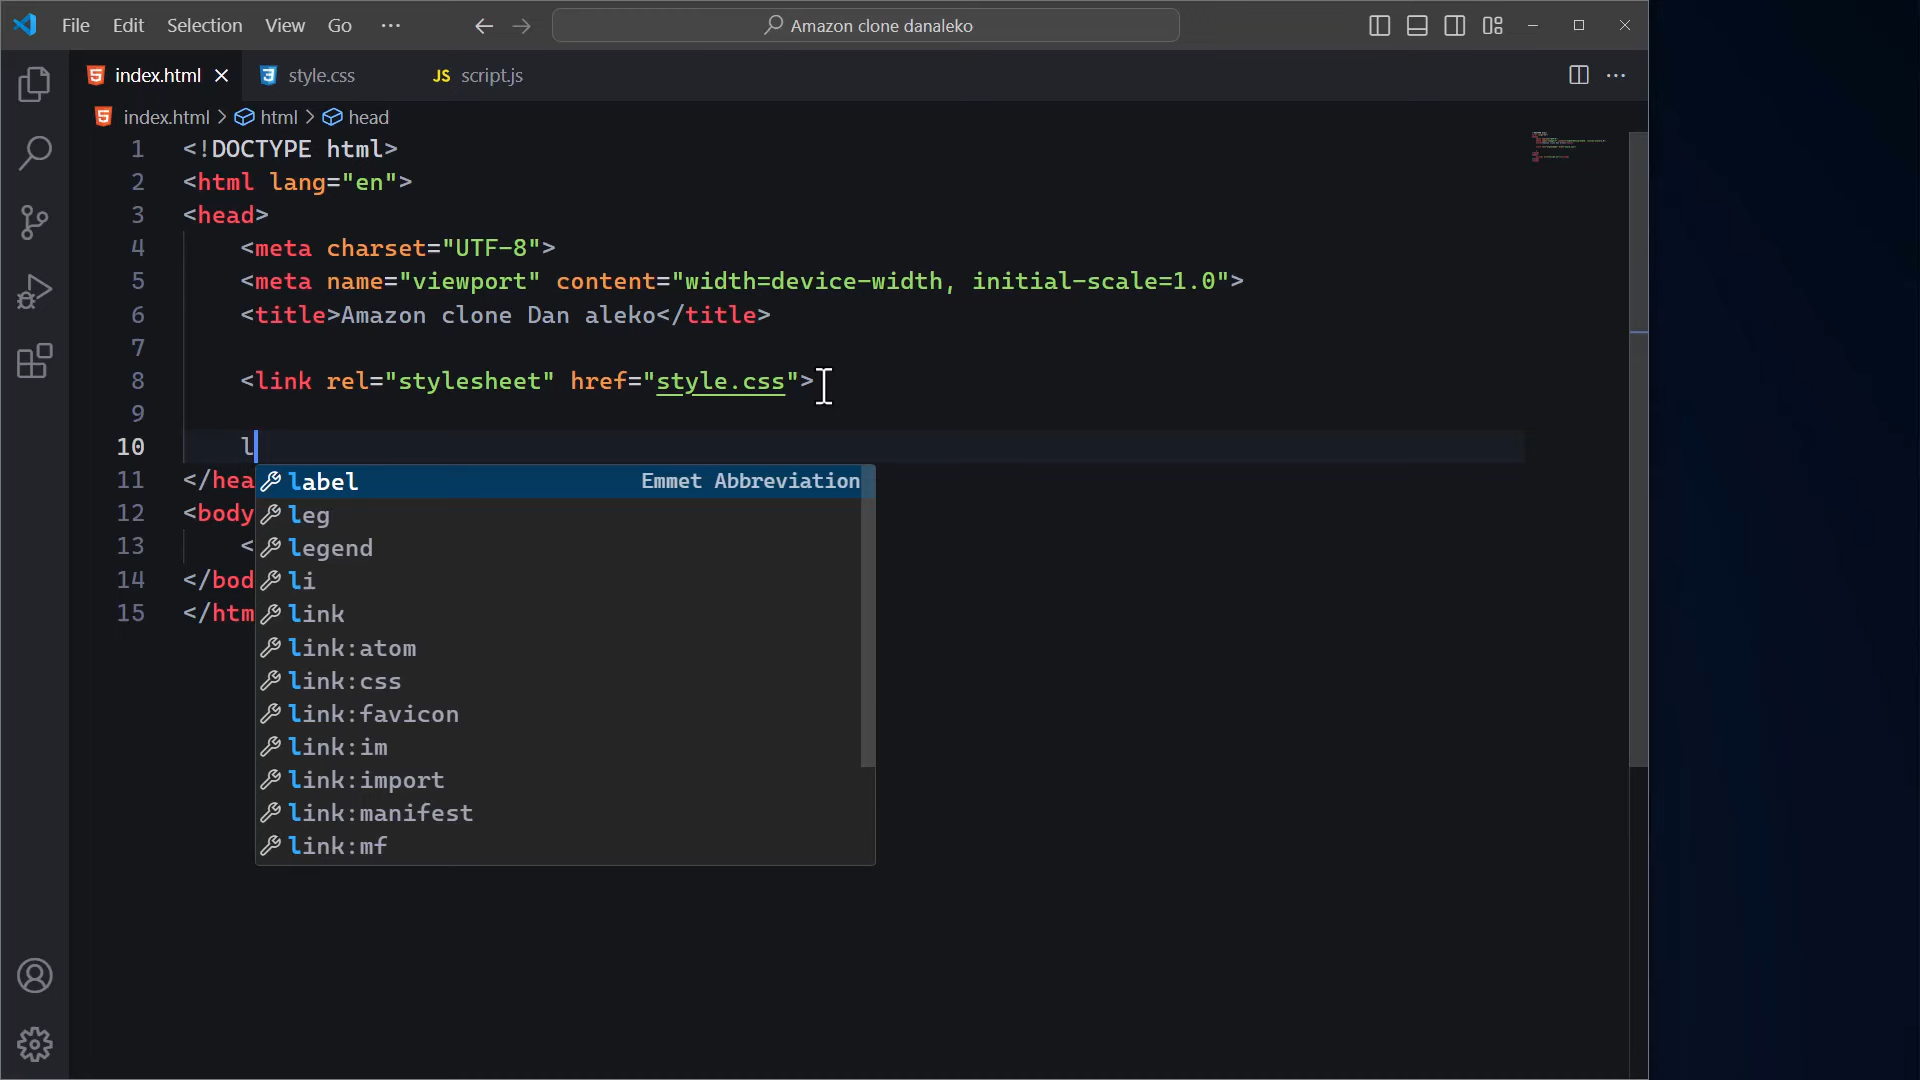 File Edit Selection View Go ··· Amazon clone danaleko
index.html style.css JS script.js
index.html > html > head
1 <!DOCTYPE html>
2 <html lang="en">
3 <head>
4 <meta charset="UTF-8">
5 <meta name="viewport" content="width=device-width, initial-scale=1.0">
6 <title>Amazon clone Dan aleko</title>
7
8 <link rel="stylesheet" href="style.css">
9
10 l
11 </hea
12 <body
13 <
14 </bod
15 </htm
label Emmet Abbreviation
leg
legend
li
link
link:atom
link:css
link:favicon
link:im
link:import
link:manifest
link:mf